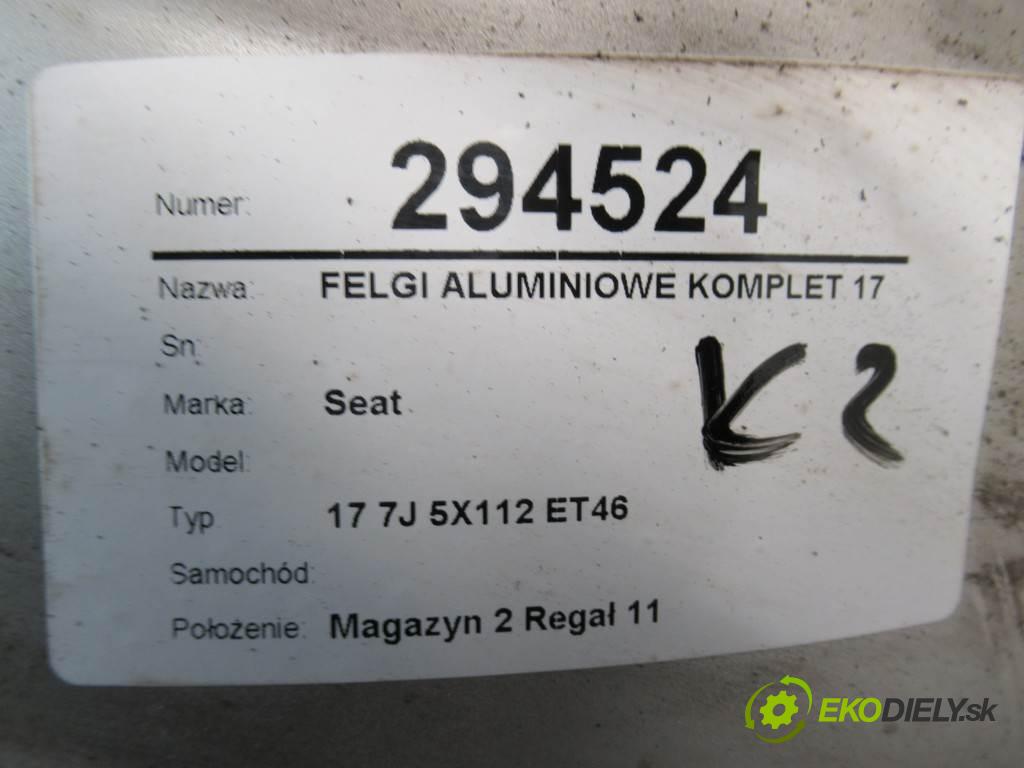 Numer: 294524
Nazwa: FELGI ALUMINIOWE KOMPLET 17
Sn:
Marka: Seat
K2
Model:
Typ 17 7J 5X112 ET46
Samochód:
Położenie: Magazyn 2 Regał 11
EKODIELY.sk